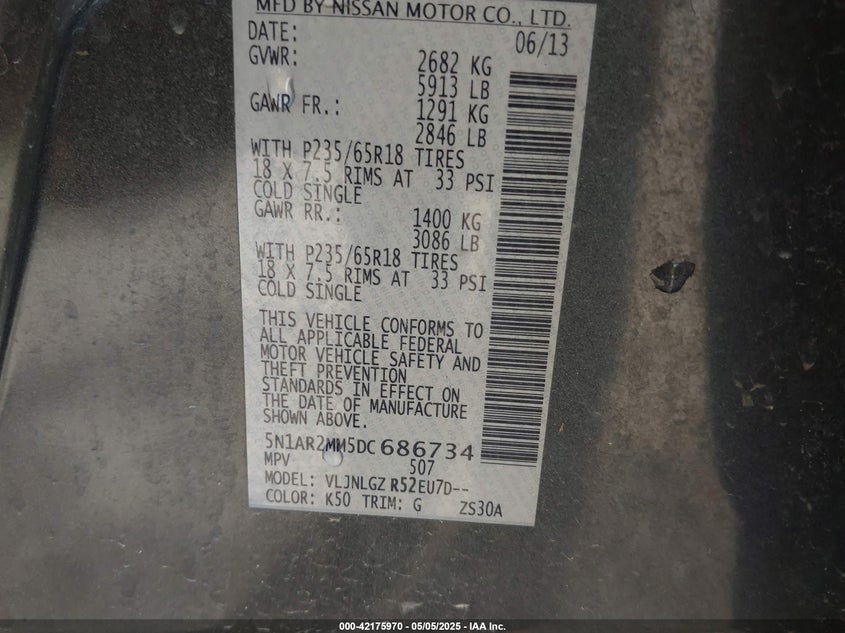 MFD BY NISSAN MOTOR CO., LTD.
DATE: 06/13
GVWR: 2682 KG
5913 LB
GAWR FR.: 1291 KG
2846 LB
WITH P235/65R18 TIRES
18 X 7.5 RIMS AT 33 PSI
COLD SINGLE
GAWR RR.: 1400 KG
3086 LB
WITH P235/65R18 TIRES
18 X 7.5 RIMS AT 33 PSI
COLD SINGLE
THIS VEHICLE CONFORMS TO
ALL APPLICABLE FEDERAL
MOTOR VEHICLE SAFETY AND
THEFT PREVENTION
STANDARDS IN EFFECT ON
THE DATE OF MANUFACTURE
SHOWN ABOVE.
5N1AR2MM5DC686734
MPV 507
MODEL: VLJNLGZ R52EU7D--
COLOR: K50 TRIM: G ZS30A
000-42175970 - 05/05/2025 - IAA Inc.